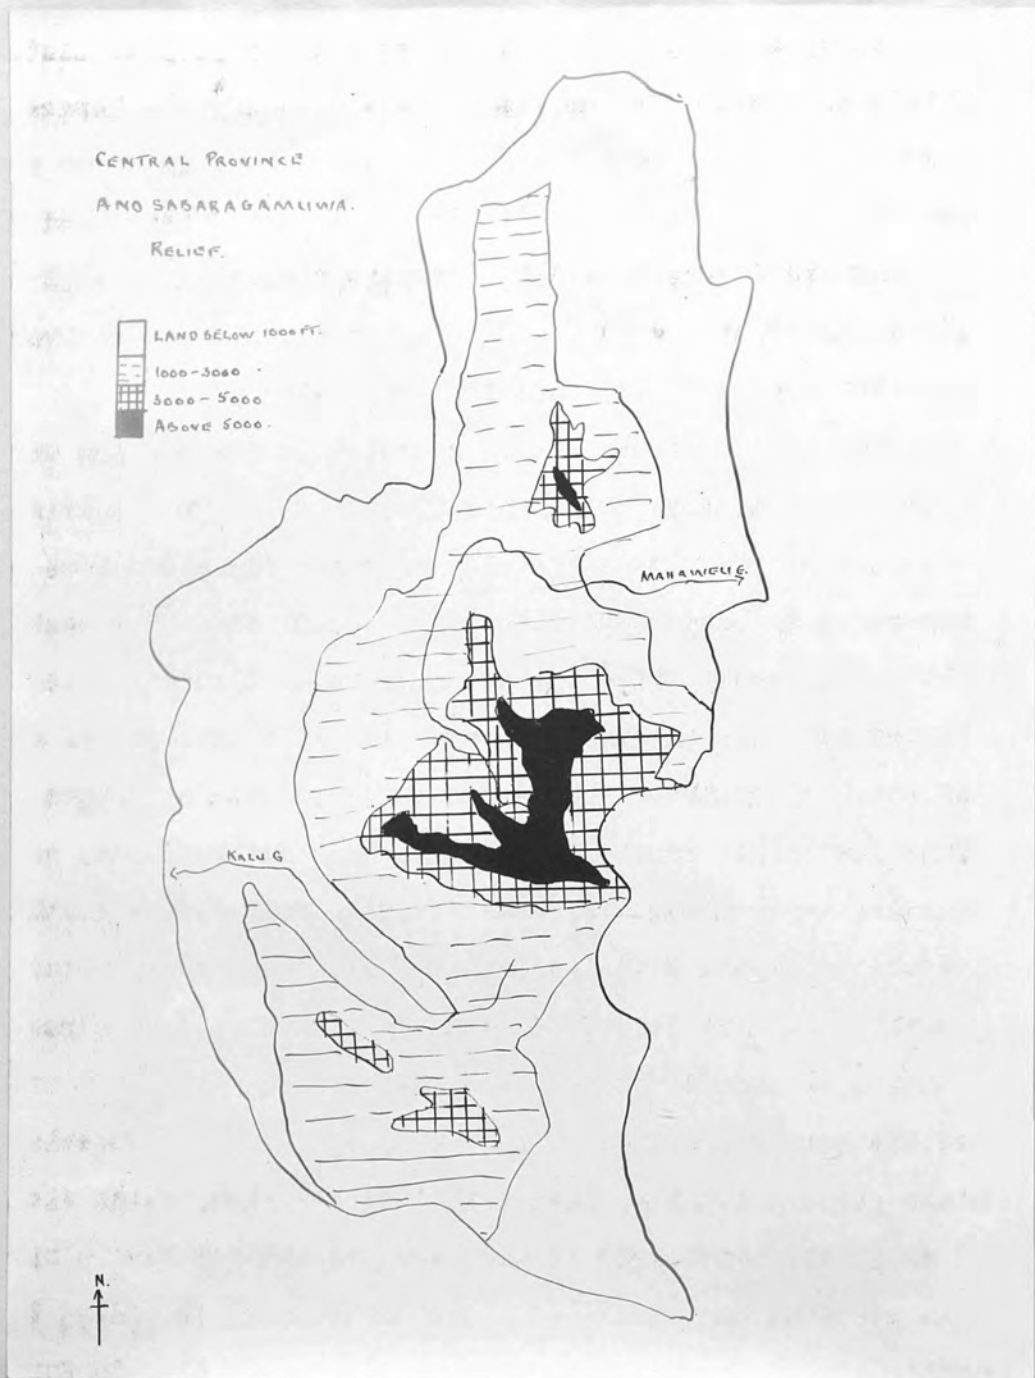 CENTRAL PROVINCE
AND SABARAGAMUWA.
RELIEF.
LAND BELOW 1000 FT.
1000-3000
3000-5000
ABOVE 5000.
MAHAWELI G.
KALU G
N.